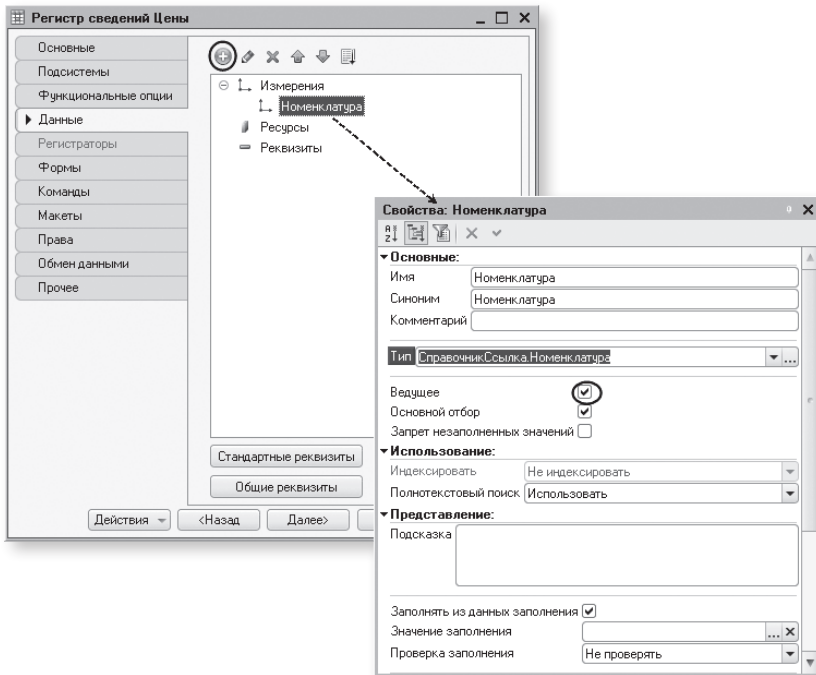 Регистр сведений Цены
Основные
Подсистемы
Функциональные опции
Данные
Регистраторы
Формы
Команды
Макеты
Права
Обмен данными
Прочее
Измерения
Номенклатура
Ресурсы
Реквизиты
Стандартные реквизиты
Общие реквизиты
Действия
<Назад
Далее>
Свойства: Номенклатура
Основные:
Имя Номенклатура
Синоним Номенклатура
Комментарий
Тип СправочникСсылка.Номенклатура
Ведущее
Основной отбор
Запрет незаполненных значений
Использование:
Индексировать Не индексировать
Полнотекстовый поиск Использовать
Представление:
Подсказка
Заполнять из данных заполнения
Значение заполнения
Проверка заполнения Не проверять